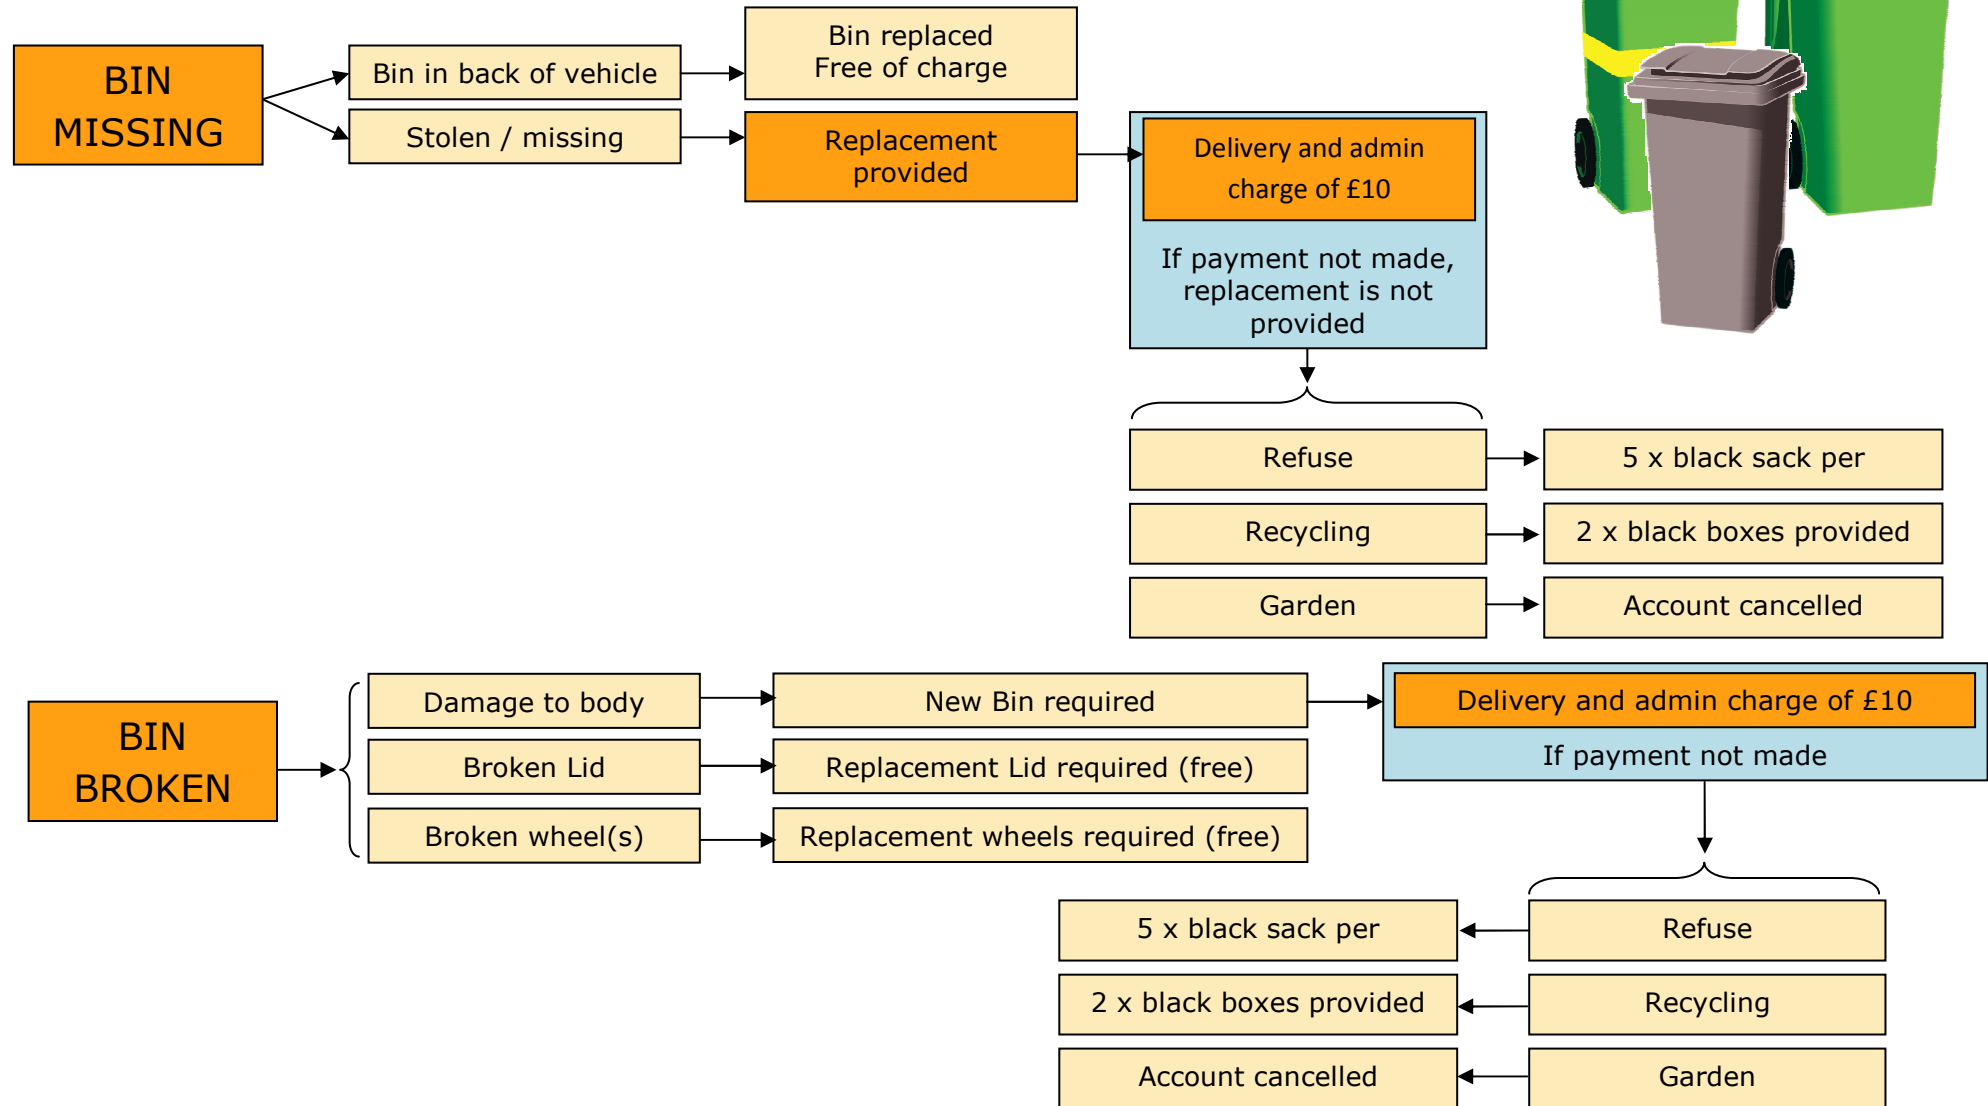 BIN
MISSING
Bin in back of vehicle
Stolen / missing
Bin replaced
Free of charge
Replacement
provided
Delivery and admin
charge of £10
If payment not made,
replacement is not
provided
Refuse
5 x black sack per
Recycling
2 x black boxes provided
Garden
Account cancelled
BIN
BROKEN
Damage to body
New Bin required
Delivery and admin charge of £10
If payment not made
Broken Lid
Replacement Lid required (free)
Broken wheel(s)
Replacement wheels required (free)
5 x black sack per
Refuse
2 x black boxes provided
Recycling
Account cancelled
Garden